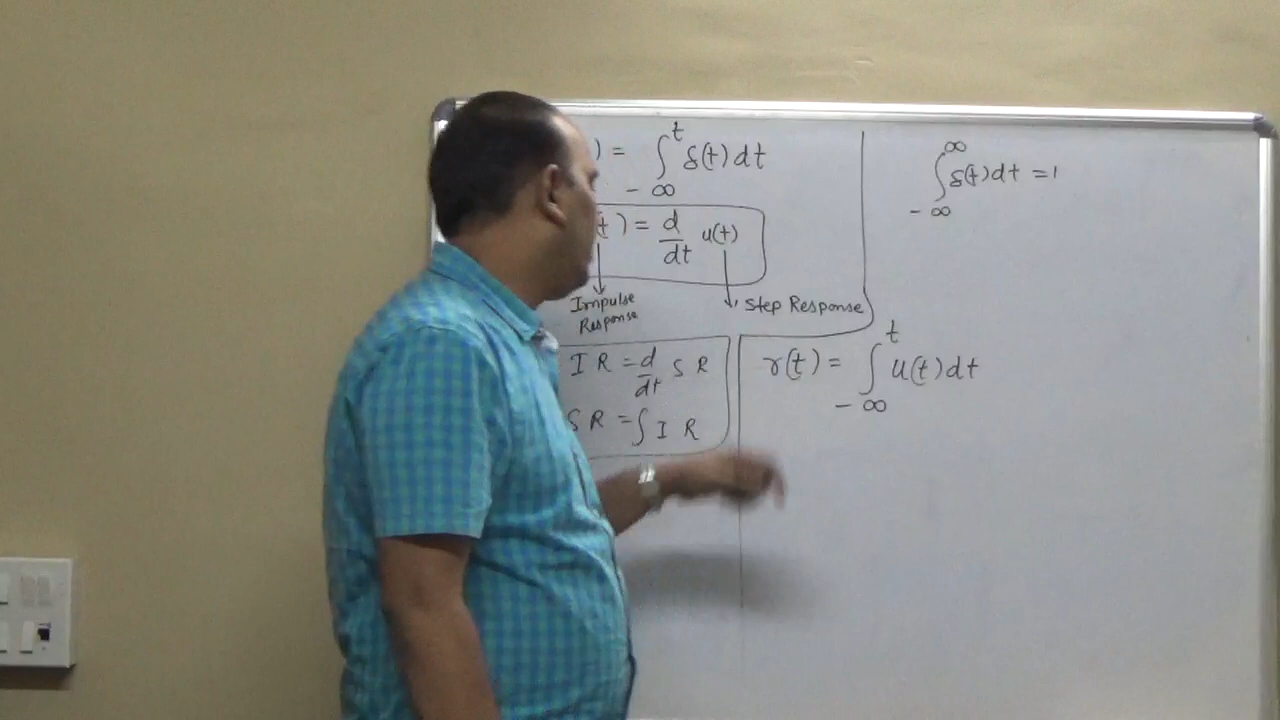 ) = ∫_{-∞}^{t} δ(t) dt
(t) = d/dt u(t)
Impulse Response
Step Response
I R = d/dt S R
S R = ∫ I R
∫_{-∞}^{∞} δ(t) dt = 1
r(t) = ∫_{-∞}^{t} u(t) dt